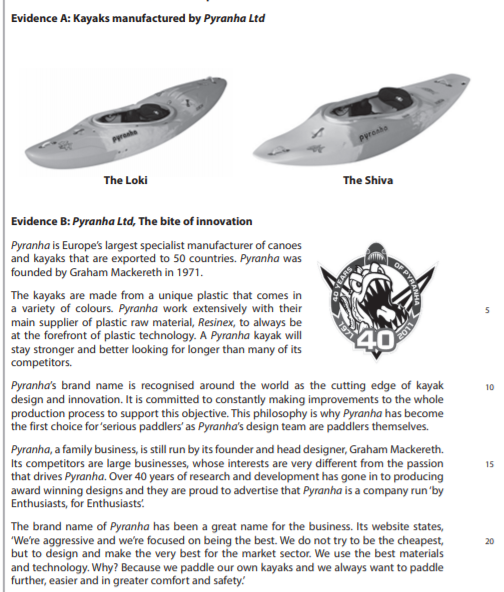 Evidence A: Kayaks manufactured by Pyranha Ltd
pyranha
pyranha
The Loki
The Shiva
Evidence B: Pyranha Ltd, The bite of innovation
Pyranha is Europe's largest specialist manufacturer of canoes
and kayaks that are exported to 50 countries. Pyranha was
founded by Graham Mackereth in 1971.
40 YEARS
OF PYRANHA
1971
40
2011
The kayaks are made from a unique plastic that comes in
a variety of colours. Pyranha work extensively with their
5
main supplier of plastic raw material, Resinex, to always be
at the forefront of plastic technology. A Pyranha kayak will
stay stronger and better looking for longer than many of its
competitors.
Pyranha's brand name is recognised around the world as the cutting edge of kayak
10
design and innovation. It is committed to constantly making improvements to the whole
production process to support this objective. This philosophy is why Pyranha has become
the first choice for 'serious paddlers' as Pyranha's design team are paddlers themselves.
Pyranha, a family business, is still run by its founder and head designer, Graham Mackereth.
Its competitors are large businesses, whose interests are very different from the passion
15
that drives Pyranha. Over 40 years of research and development has gone in to producing
award winning designs and they are proud to advertise that Pyranha is a company run 'by
Enthusiasts, for Enthusiasts'.
The brand name of Pyranha has been a great name for the business. Its website states,
'We're aggressive and we're focused on being the best. We do not try to be the cheapest,
20
but to design and make the very best for the market sector. We use the best materials
and technology. Why? Because we paddle our own kayaks and we always want to paddle
further, easier and in greater comfort and safety.'